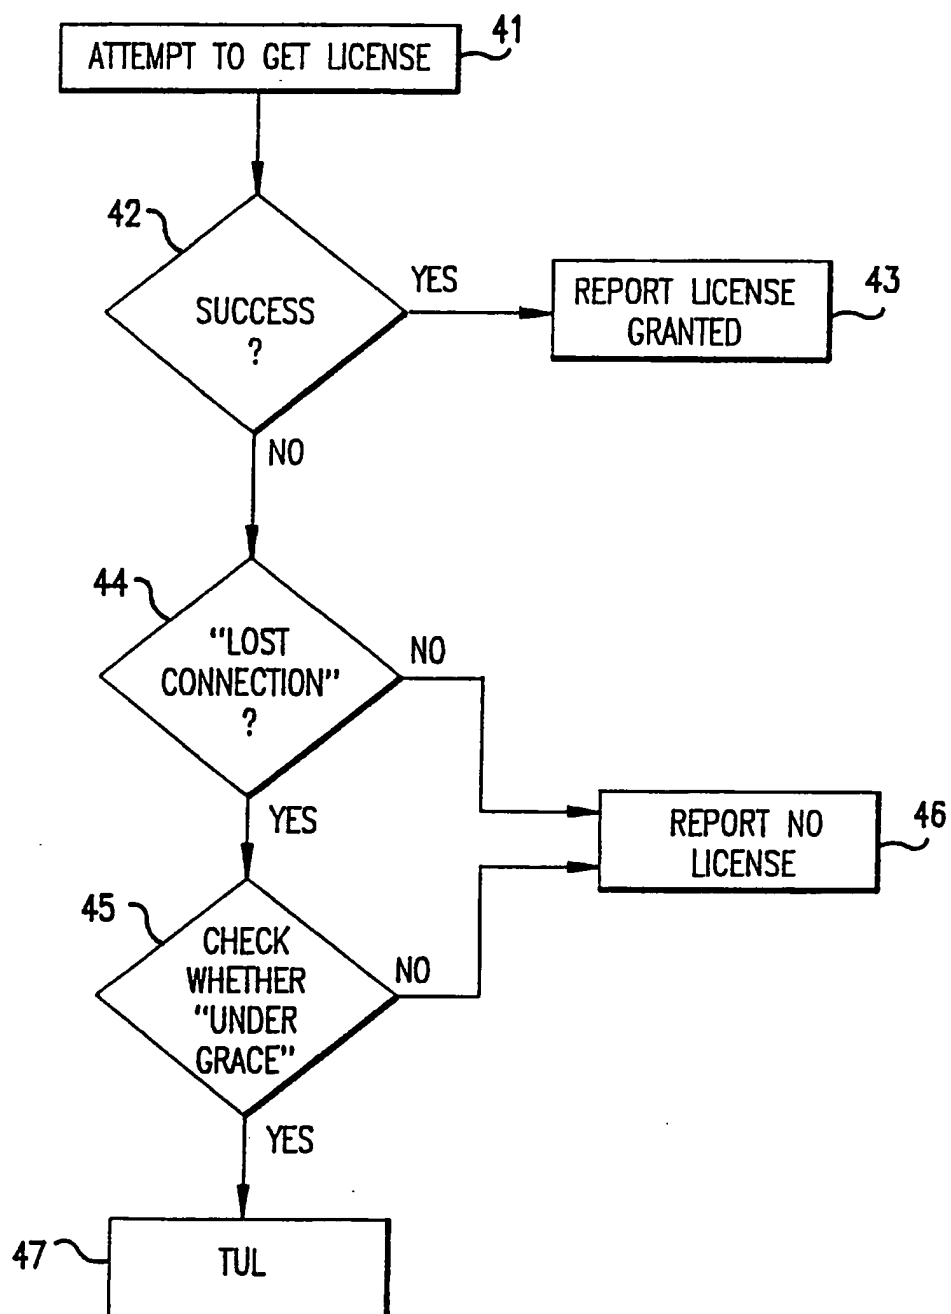 ATTEMPT TO GET LICENSE
41
42
SUCCESS
?
YES
REPORT LICENSE
GRANTED
43
NO
44
"LOST
CONNECTION"
?
NO
YES
REPORT NO
LICENSE
46
45
CHECK
WHETHER
"UNDER
GRACE"
NO
YES
47
TUL